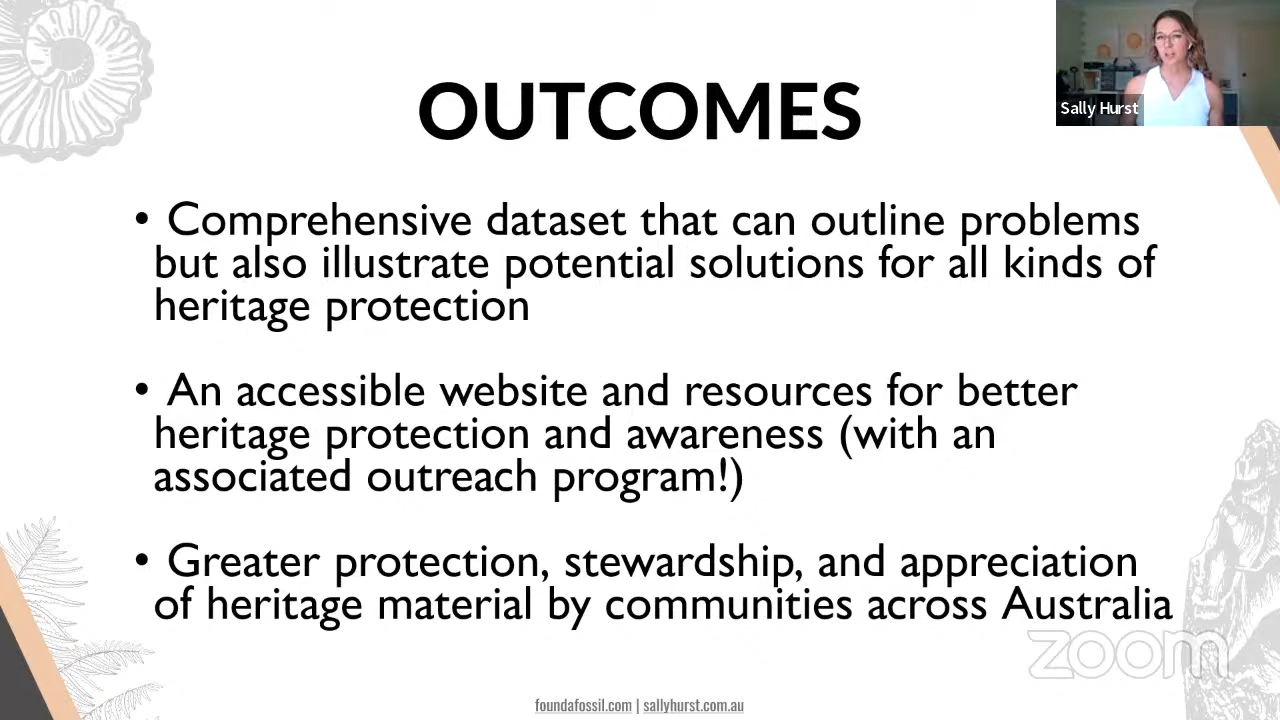 Sally Hurst
OUTCOMES
• Comprehensive dataset that can outline problems
but also illustrate potential solutions for all kinds of
heritage protection
• An accessible website and resources for better
heritage protection and awareness (with an
associated outreach program!)
• Greater protection, stewardship, and appreciation
of heritage material by communities across Australia
zoom
foundafossil.com | sallyhurst.com.au